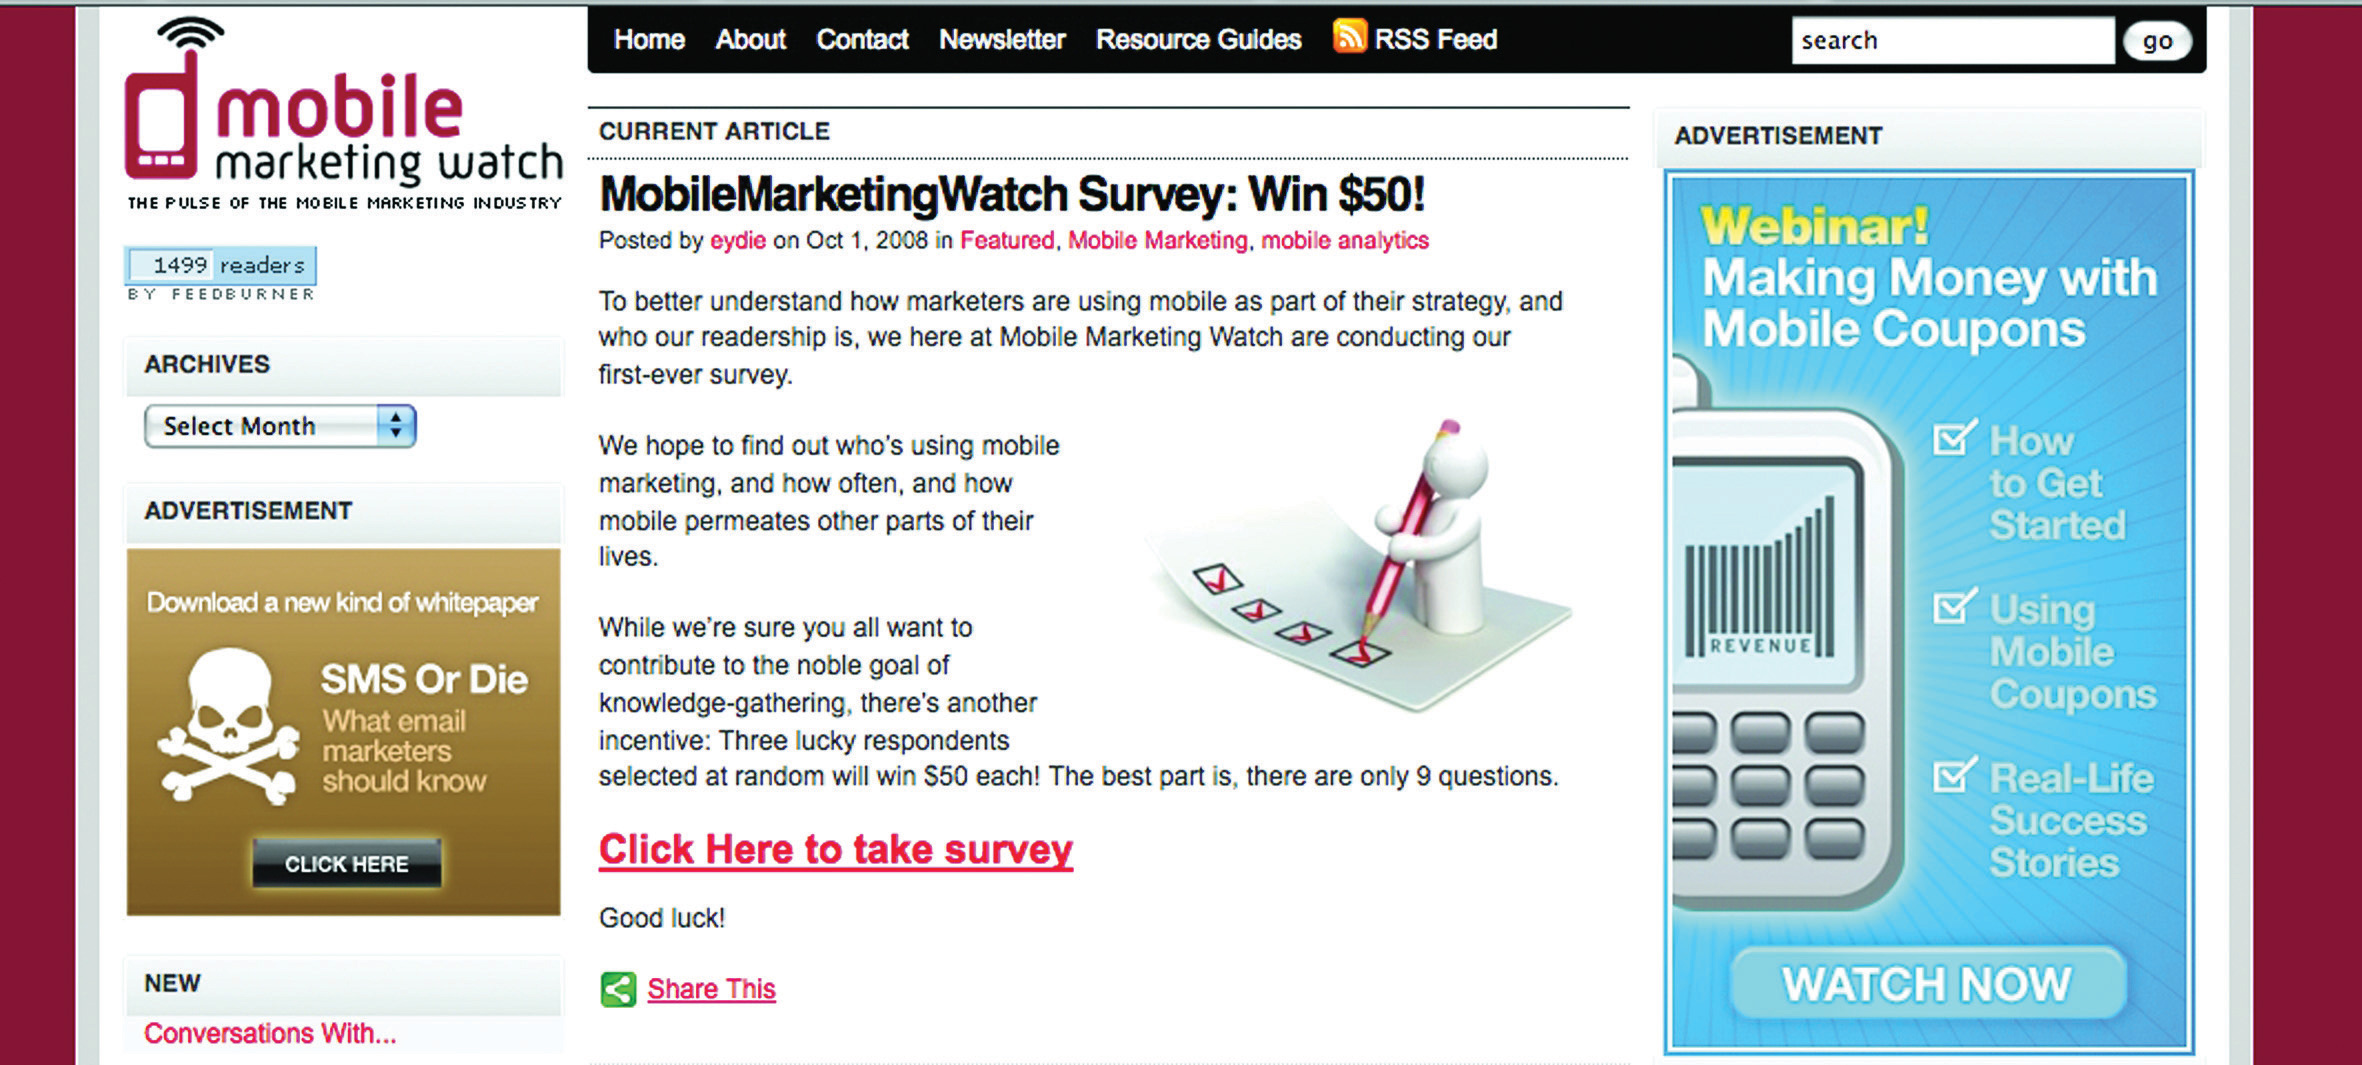 mobile
marketing watch
THE PULSE OF THE MOBILE MARKETING INDUSTRY
1499 readers
BY FEEDBURNER
ARCHIVES
Select Month
ADVERTISEMENT
Download a new kind of whitepaper
SMS Or Die
What email
marketers
should know
CLICK HERE
NEW
Conversations With...
Home About Contact Newsletter Resource Guides RSS Feed
search go
CURRENT ARTICLE
MobileMarketingWatch Survey: Win $50!
Posted by eydie on Oct 1, 2008 in Featured, Mobile Marketing, mobile analytics
To better understand how marketers are using mobile as part of their strategy, and
who our readership is, we here at Mobile Marketing Watch are conducting our
first-ever survey.
We hope to find out who's using mobile
marketing, and how often, and how
mobile permeates other parts of their
lives.
While we're sure you all want to
contribute to the noble goal of
knowledge-gathering, there's another
incentive: Three lucky respondents
selected at random will win $50 each! The best part is, there are only 9 questions.
Click Here to take survey
Good luck!
Share This
ADVERTISEMENT
Webinar!
Making Money with
Mobile Coupons
How
to Get
Started
Using
Mobile
Coupons
Real-Life
Success
Stories
REVENUE
WATCH NOW